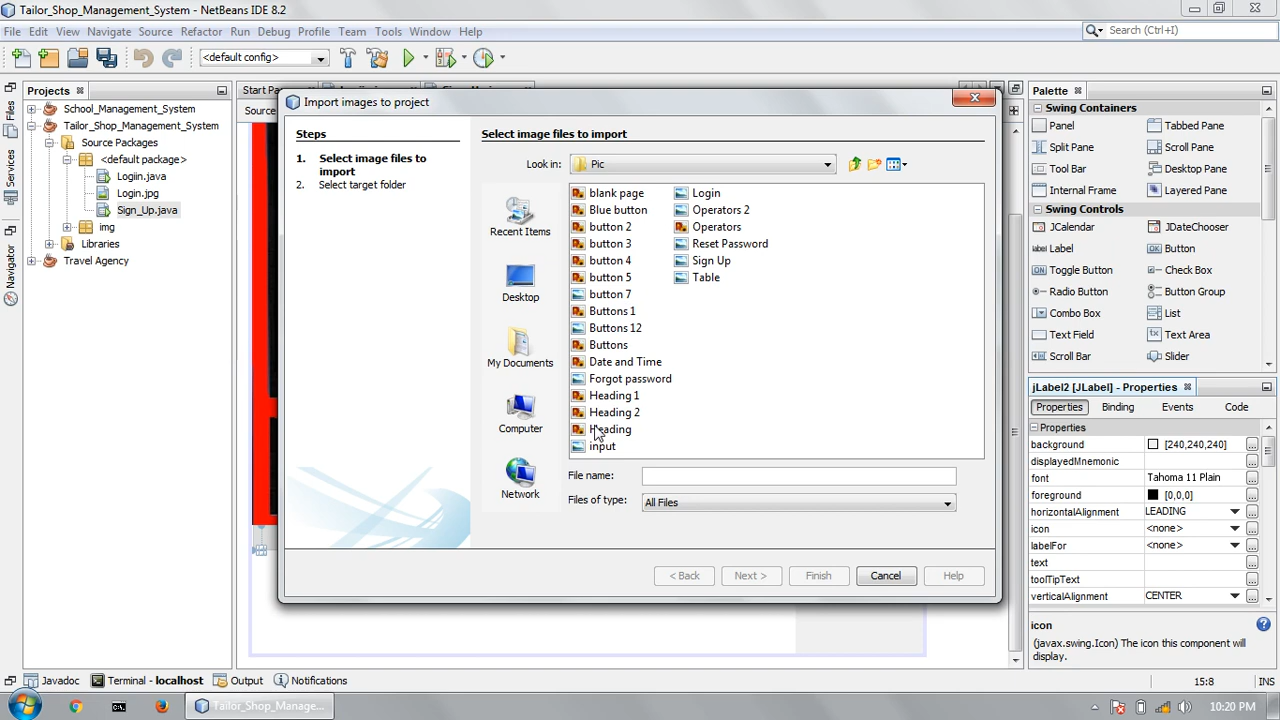 Tailor_Shop_Management_System - NetBeans IDE 8.2
File Edit View Navigate Source Refactor Run Debug Profile Team Tools Window Help
Search (Ctrl+I)
<default config>
Projects
School_Management_System
Tailor_Shop_Management_System
Source Packages
<default package>
Logiin.java
Login.jpg
Sign_Up.java
img
Libraries
Travel Agency
Files
Services
Navigator
Start Pa
Source
Import images to project
Steps
1. Select image files to import
2. Select target folder
Select image files to import
Look in: Pic
Recent Items
Desktop
My Documents
Computer
Network
blank page
Blue button
button 2
button 3
button 4
button 5
button 7
Buttons 1
Buttons 12
Buttons
Date and Time
Forgot password
Heading 1
Heading 2
Heading
input
Login
Operators 2
Operators
Reset Password
Sign Up
Table
File name:
Files of type: All Files
< Back Next > Finish Cancel Help
Palette
Swing Containers
Panel Tabbed Pane
Split Pane Scroll Pane
Tool Bar Desktop Pane
Internal Frame Layered Pane
Swing Controls
JCalendar JDateChooser
Label Button
Toggle Button Check Box
Radio Button Button Group
Combo Box List
Text Field Text Area
Scroll Bar Slider
jLabel2 [JLabel] - Properties
Properties Binding Events Code
Properties
background [240,240,240]
displayedMnemonic
font Tahoma 11 Plain
foreground [0,0,0]
horizontalAlignment LEADING
icon <none>
labelFor <none>
text
toolTipText
verticalAlignment CENTER
icon
(javax.swing.Icon) The icon this component will display.
Javadoc Terminal - localhost Output Notifications
15:8 INS
Tailor_Shop_Manage...
10:20 PM